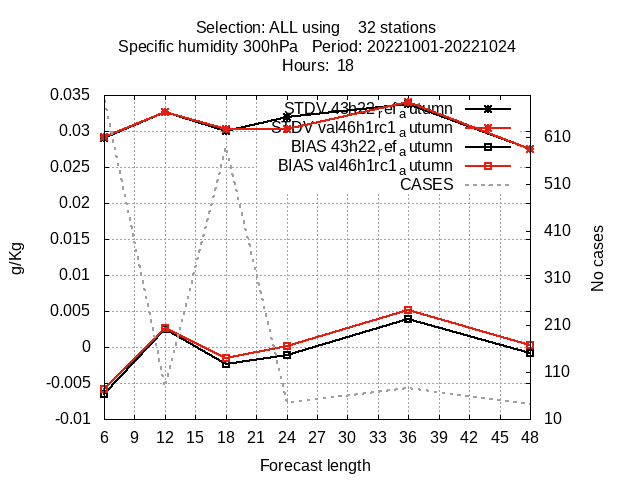 Selection: ALL using    32 stations
Specific humidity 300hPa   Period: 20221001-20221024
Hours:  18
STDV 43h22_ref_autumn
STDV val46h1rc1_autumn
BIAS 43h22_ref_autumn
BIAS val46h1rc1_autumn
CASES
0.035
0.03
0.025
0.02
0.015
0.01
0.005
0
-0.005
-0.01
g/Kg
610
510
410
310
210
110
10
No cases
6 9 12 15 18 21 24 27 30 33 36 39 42 45 48
Forecast length